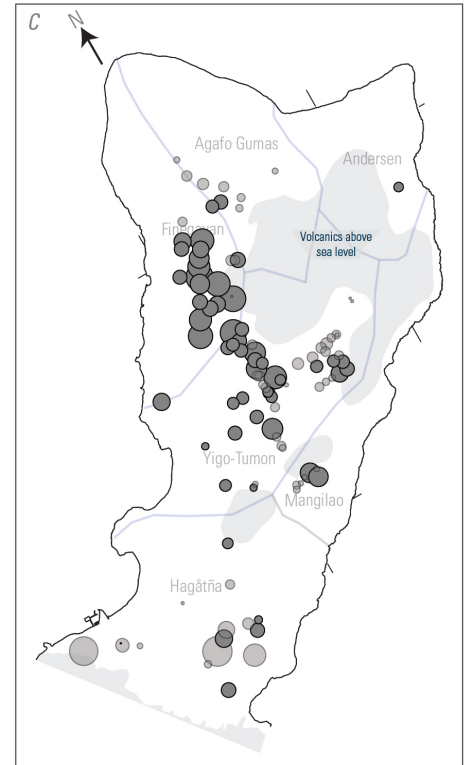 C
N
Agafo Gumas
Andersen
Finegayan
Volcanics above
sea level
Yigo-Tumon
Mangilao
Hagåtña